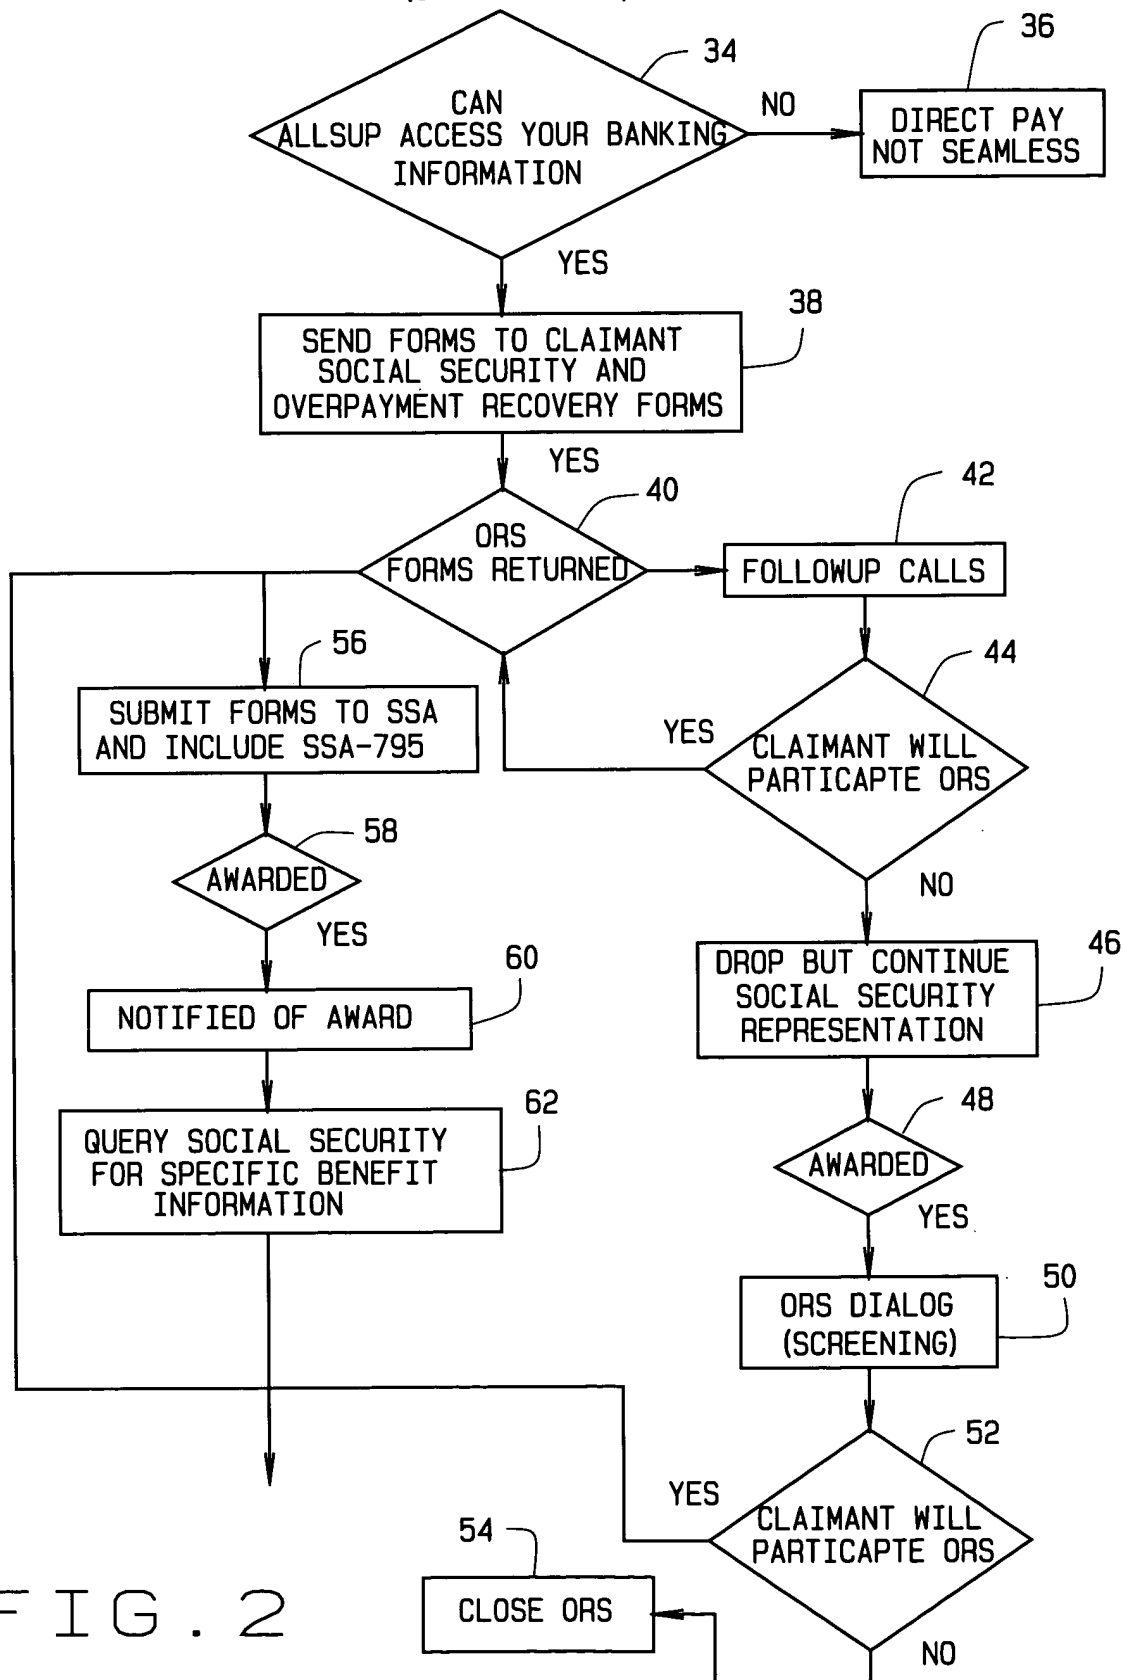 34
36
CAN
ALLSUP ACCESS YOUR BANKING
INFORMATION
NO
DIRECT PAY
NOT SEAMLESS
YES
38
SEND FORMS TO CLAIMANT
SOCIAL SECURITY AND
OVERPAYMENT RECOVERY FORMS
YES
40
ORS
FORMS RETURNED
42
FOLLOWUP CALLS
56
SUBMIT FORMS TO SSA
AND INCLUDE SSA-795
44
YES
CLAIMANT WILL
PARTICAPTE ORS
NO
58
AWARDED
YES
60
NOTIFIED OF AWARD
46
DROP BUT CONTINUE
SOCIAL SECURITY
REPRESENTATION
62
QUERY SOCIAL SECURITY
FOR SPECIFIC BENEFIT
INFORMATION
48
AWARDED
YES
50
ORS DIALOG
(SCREENING)
52
YES
CLAIMANT WILL
PARTICAPTE ORS
NO
54
CLOSE ORS
FIG. 2